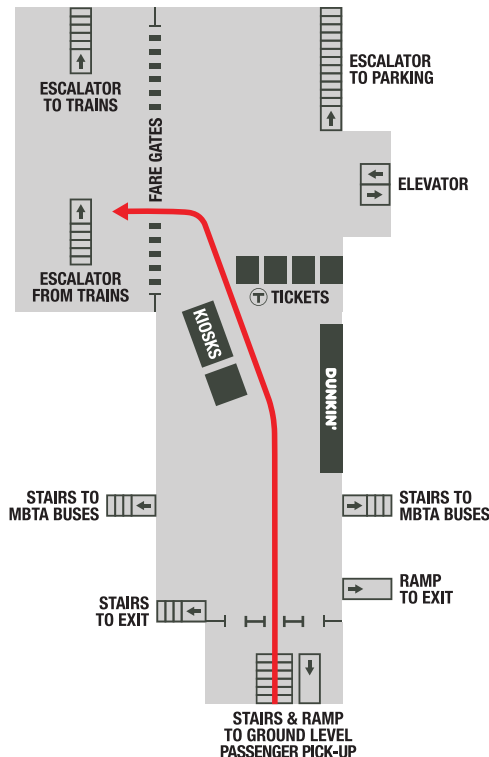 ESCALATOR
TO TRAINS
FARE GATES
ESCALATOR
TO PARKING
ELEVATOR
ESCALATOR
FROM TRAINS
T TICKETS
KIOSKS
DUNKIN'
STAIRS TO
MBTA BUSES
STAIRS TO
MBTA BUSES
STAIRS
TO EXIT
RAMP
TO EXIT
STAIRS & RAMP
TO GROUND LEVEL
PASSENGER PICK-UP